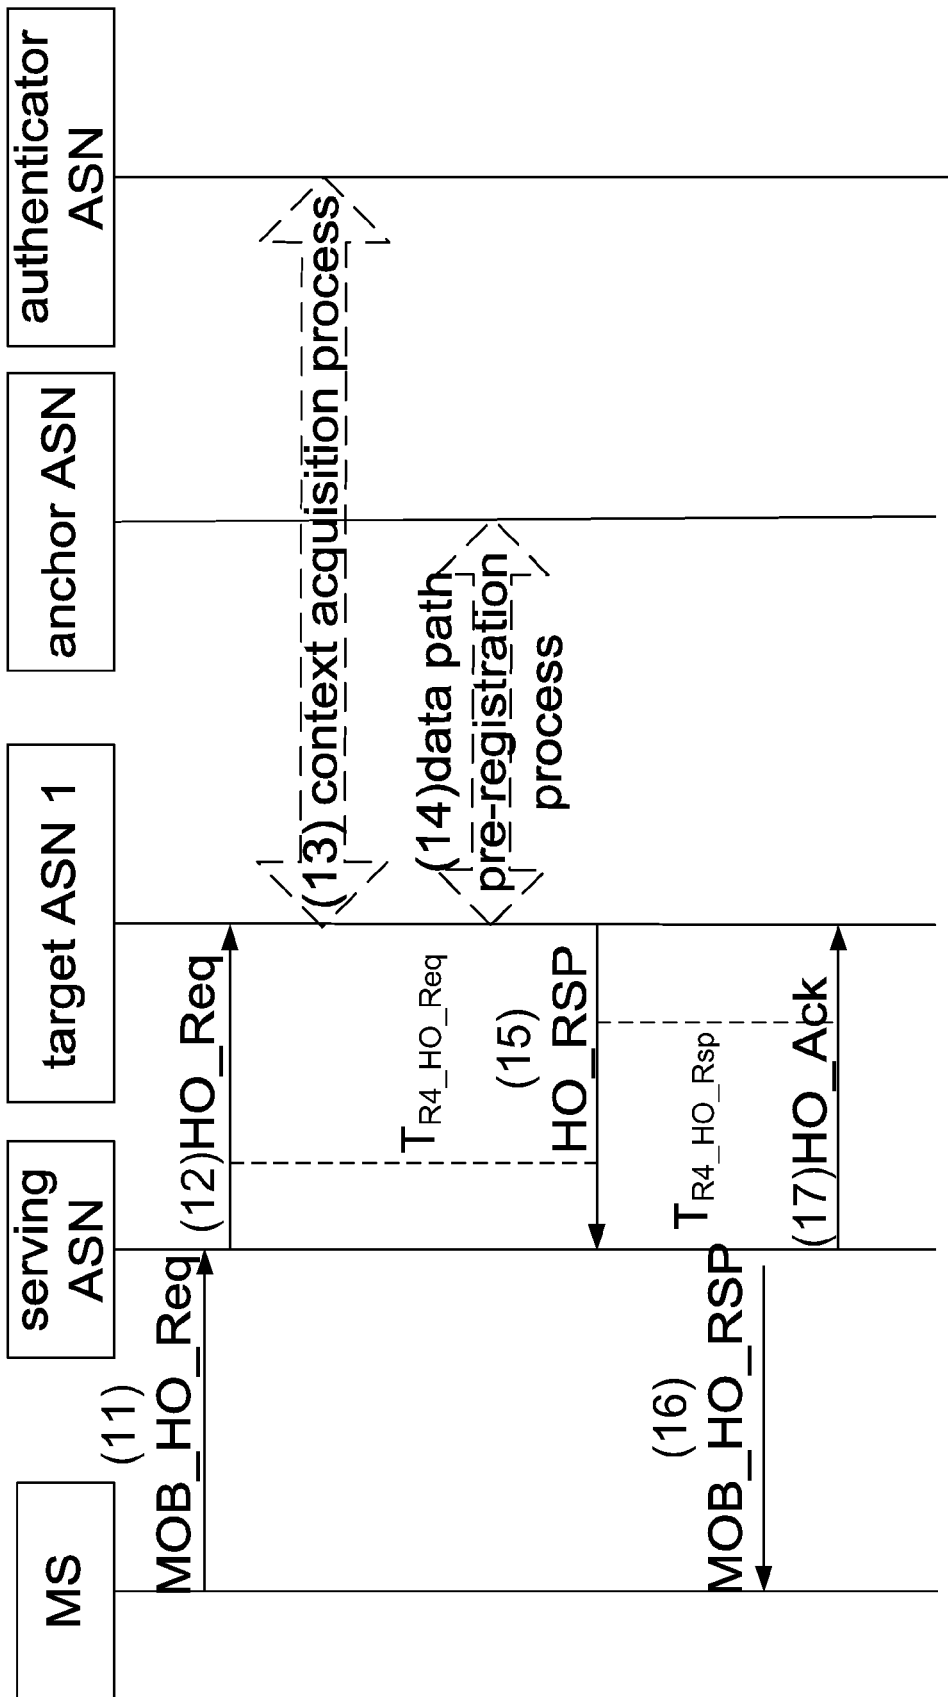 MS
serving
ASN
target ASN 1
anchor ASN
authenticator
ASN
(11)
MOB_HO_Req
(12)HO_Req
(13) context acquisition process
T_R4_HO_Req
(14)data path
pre-registration
process
(15)
HO_RSP
(16)
MOB_HO_RSP
T_R4_HO_Rsp
(17)HO_Ack